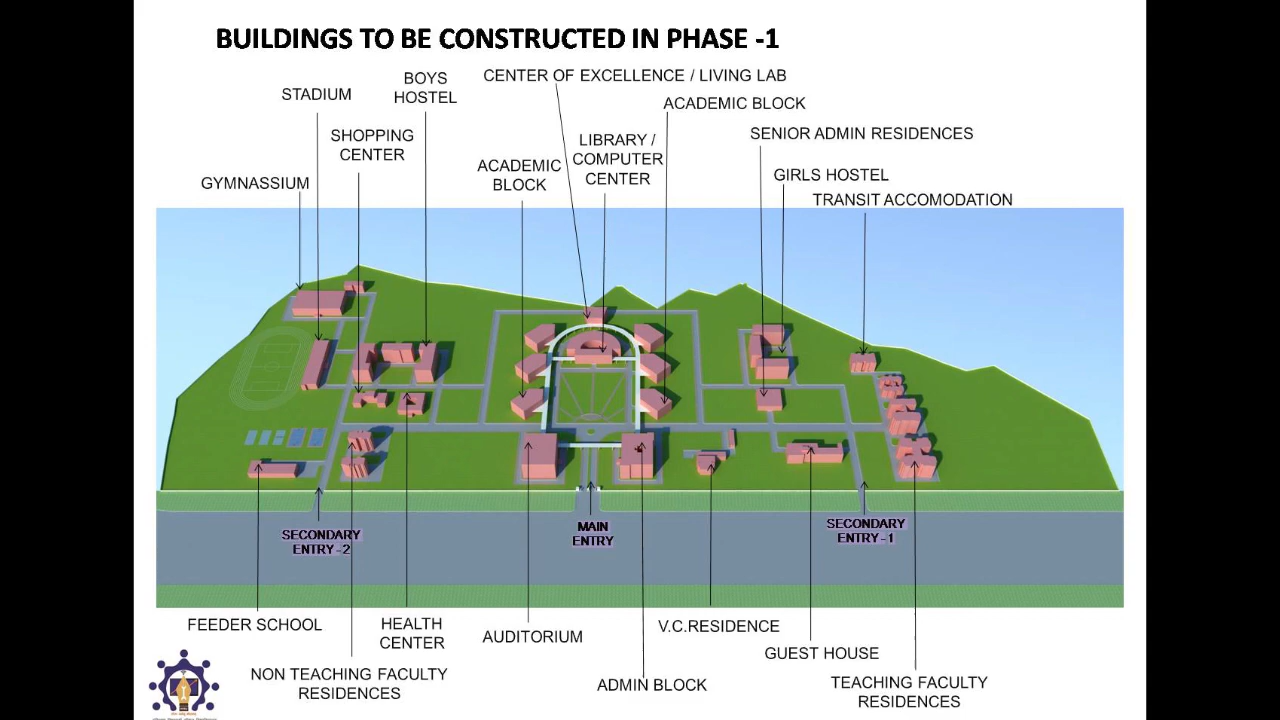 BUILDINGS TO BE CONSTRUCTED IN PHASE -1
BOYS
HOSTEL
CENTER OF EXCELLENCE / LIVING LAB
STADIUM
ACADEMIC BLOCK
SHOPPING
CENTER
LIBRARY /
COMPUTER
CENTER
SENIOR ADMIN RESIDENCES
ACADEMIC
BLOCK
GYMNASSIUM
GIRLS HOSTEL
TRANSIT ACCOMODATION
SECONDARY
ENTRY - 2
MAIN
ENTRY
SECONDARY
ENTRY - 1
FEEDER SCHOOL
HEALTH
CENTER
AUDITORIUM
V.C.RESIDENCE
GUEST HOUSE
NON TEACHING FACULTY
RESIDENCES
ADMIN BLOCK
TEACHING FACULTY
RESIDENCES